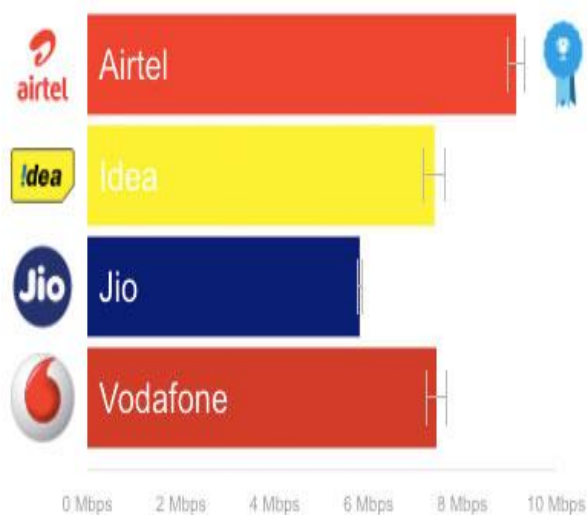 airtel
Airtel
!dea
Idea
Jio
Jio
Vodafone
0 Mbps 2 Mbps 4 Mbps 6 Mbps 8 Mbps 10 Mbps